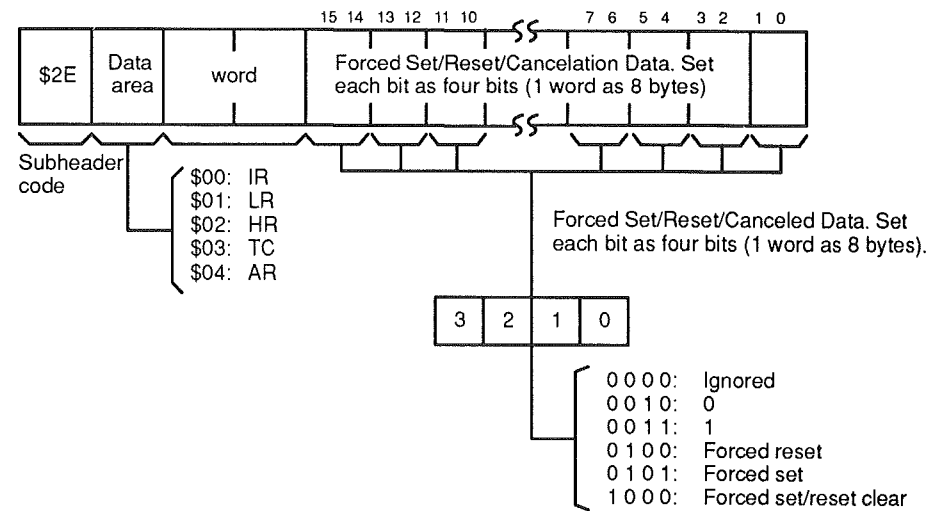 15 14 13 12 11 10 7 6 5 4 3 2 1 0
$2E
Data
area
word
Forced Set/Reset/Cancelation Data. Set
each bit as four bits (1 word as 8 bytes)
Subheader
code
$00: IR
$01: LR
$02: HR
$03: TC
$04: AR
Forced Set/Reset/Canceled Data. Set
each bit as four bits (1 word as 8 bytes).
3 2 1 0
0 0 0 0: Ignored
0 0 1 0: 0
0 0 1 1: 1
0 1 0 0: Forced reset
0 1 0 1: Forced set
1 0 0 0: Forced set/reset clear